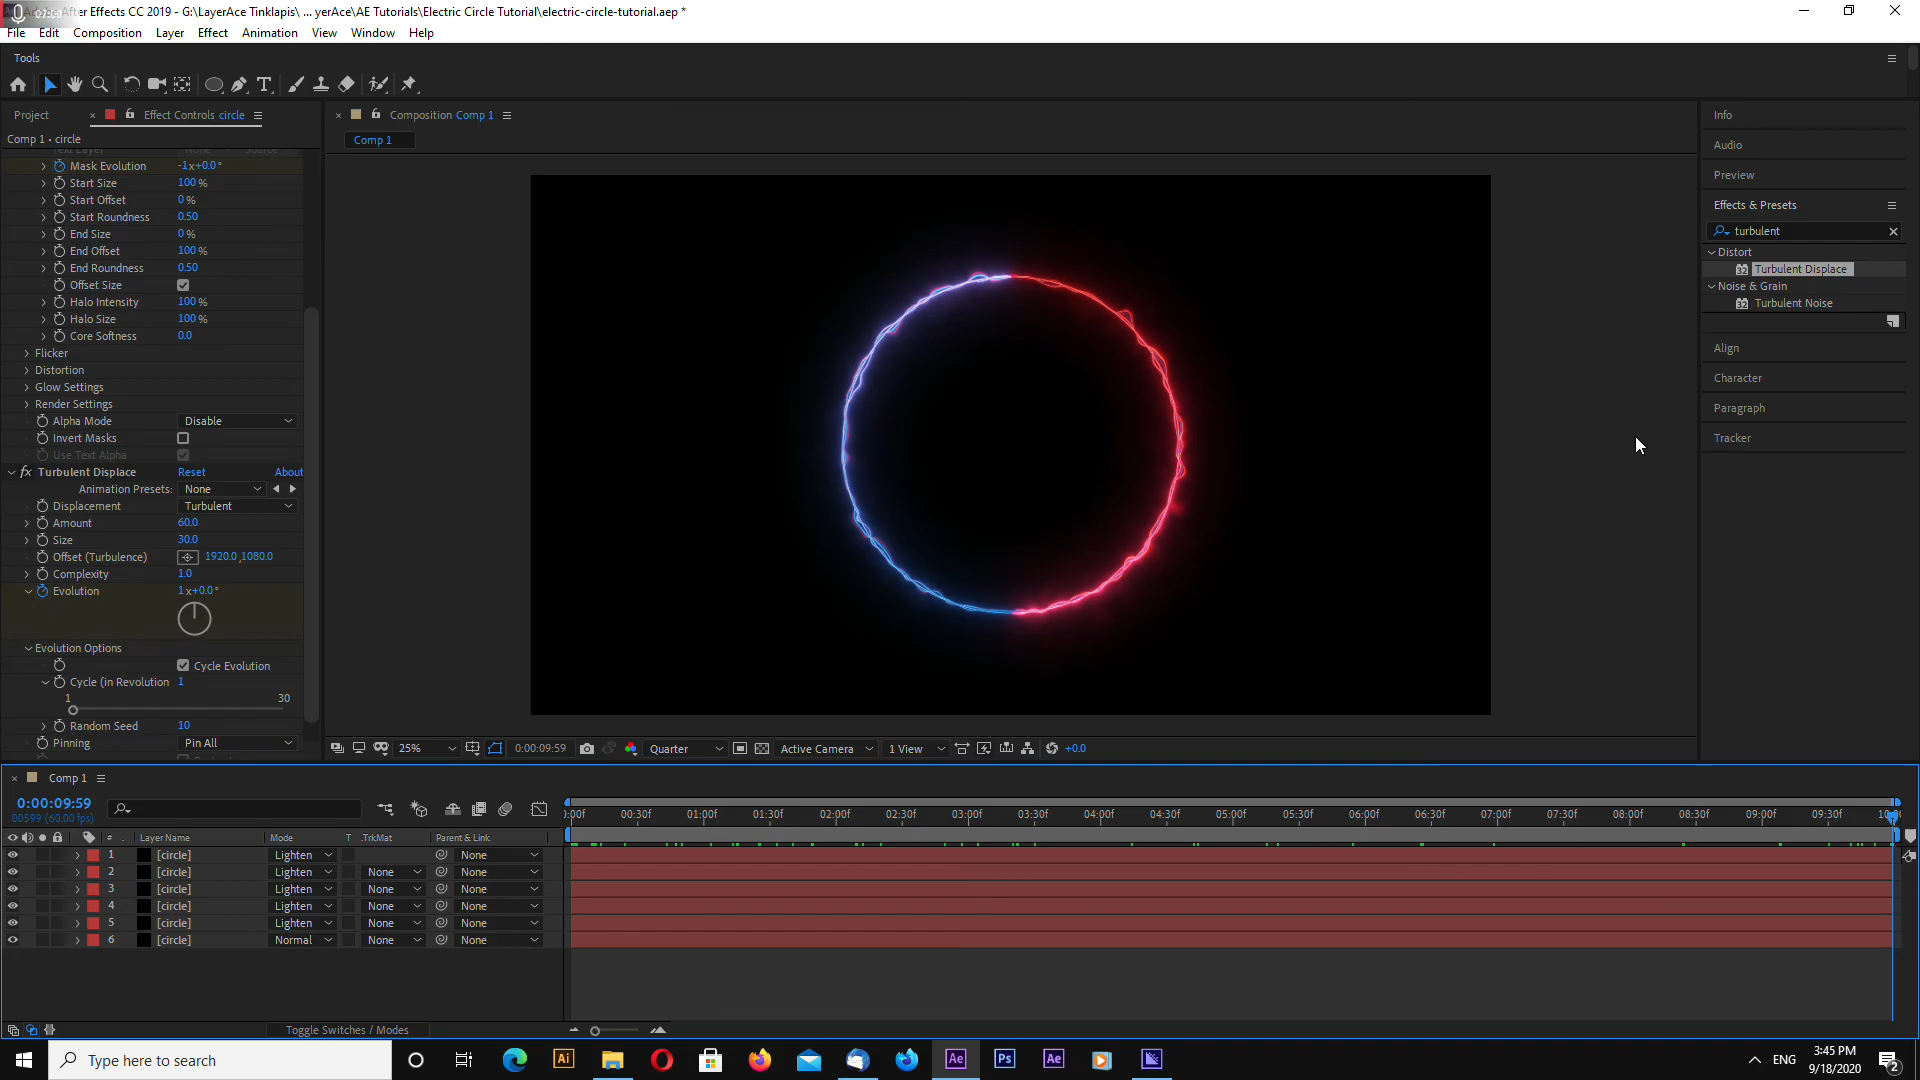 After Effects CC 2019 - G:\LayerAce Tinklapis\ ... yerAce\AE Tutorials\Electric Circle Tutorial\electric-circle-tutorial.aep *
File Edit Composition Layer Effect Animation View Window Help
Tools
Project
Effect Controls circle
Composition Comp 1
Info
Comp 1 • circle
Comp 1
Audio
Text Layer None Source
Mask Evolution -1x+0.0°
Preview
Start Size 100 %
Start Offset 0 %
Effects & Presets
Start Roundness 0.50
turbulent
End Size 0 %
End Offset 100 %
Distort
End Roundness 0.50
Turbulent Displace
Offset Size
Noise & Grain
Halo Intensity 100 %
Turbulent Noise
Halo Size 100 %
Core Softness 0.0
Align
Flicker
Distortion
Character
Glow Settings
Render Settings
Paragraph
Alpha Mode Disable
Invert Masks
Tracker
Use Text Alpha
Turbulent Displace Reset About
Animation Presets: None
Displacement Turbulent
Amount 60.0
Size 30.0
Offset (Turbulence) 1920.0,1080.0
Complexity 1.0
Evolution 1x+0.0°
Evolution Options
Cycle Evolution
Cycle (in Revolution 1
1 30
Random Seed 10
Pinning Pin All
25% 0:00:09:59 Quarter Active Camera 1 View +0.0
Comp 1
0:00:09:59
00599 (60.00 fps)
:00f 00:30f 01:00f 01:30f 02:00f 02:30f 03:00f 03:30f 04:00f 04:30f 05:00f 05:30f 06:00f 06:30f 07:00f 07:30f 08:00f 08:30f 09:00f 09:30f 10:0
# Layer Name Mode T .TrkMat Parent & Link
1 [circle] Lighten None
2 [circle] Lighten None None
3 [circle] Lighten None None
4 [circle] Lighten None None
5 [circle] Lighten None None
6 [circle] Normal None None
Toggle Switches / Modes
Type here to search
Ai Ae Ps Ae
ENG
3:45 PM
9/18/2020
2